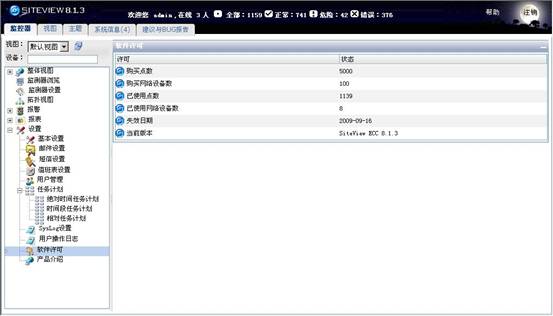 SITEVIEW 8.1.3
欢迎您 admin, 在线 3 人 全部: 1159 正常: 741 危险: 42 错误: 376 帮助 注销
监控器 视图 主题 系统信息(4) 建议与BUG报告
视图: 默认视图
设备:
整体视图
监测器浏览
监测器设置
拓扑视图
报警
报表
设置
基本设置
邮件设置
短信设置
值班表设置
用户管理
任务计划
绝对时间任务计划
时间段任务计划
相对任务计划
SysLog设置
用户操作日志
软件许可
产品介绍
软件许可
许可 状态
购买点数 5000
购买网络设备数 100
已使用点数 1139
已使用网络设备数 8
失效日期 2009-09-16
当前版本 SiteView ECC 8.1.3